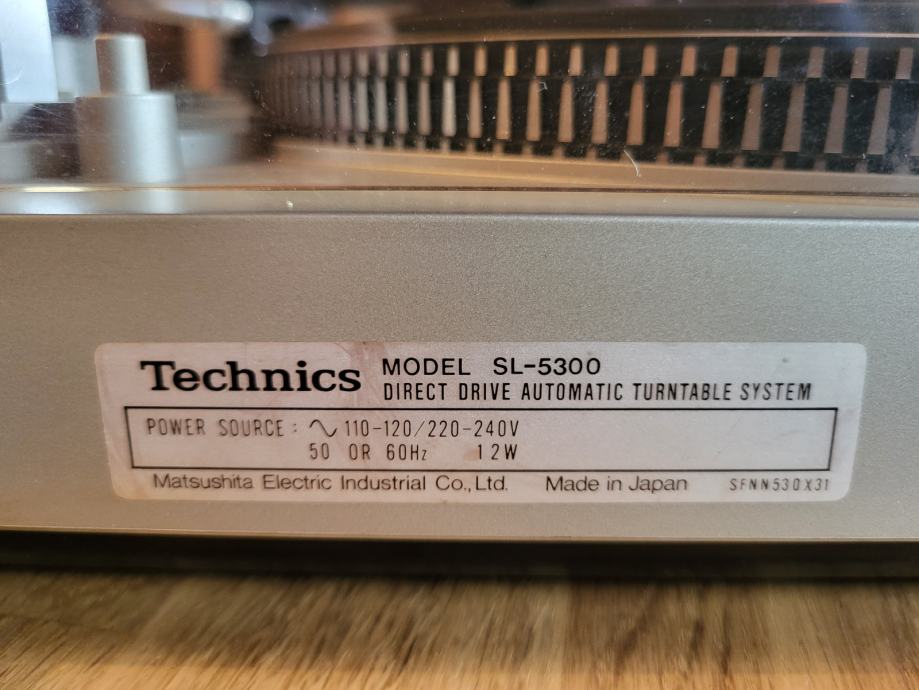 Technics MODEL SL-5300
DIRECT DRIVE AUTOMATIC TURNTABLE SYSTEM
POWER SOURCE : ∿ 110-120/220-240V
50 OR 60Hz 12W
Matsushita Electric Industrial Co., Ltd. Made in Japan SFNN530X31